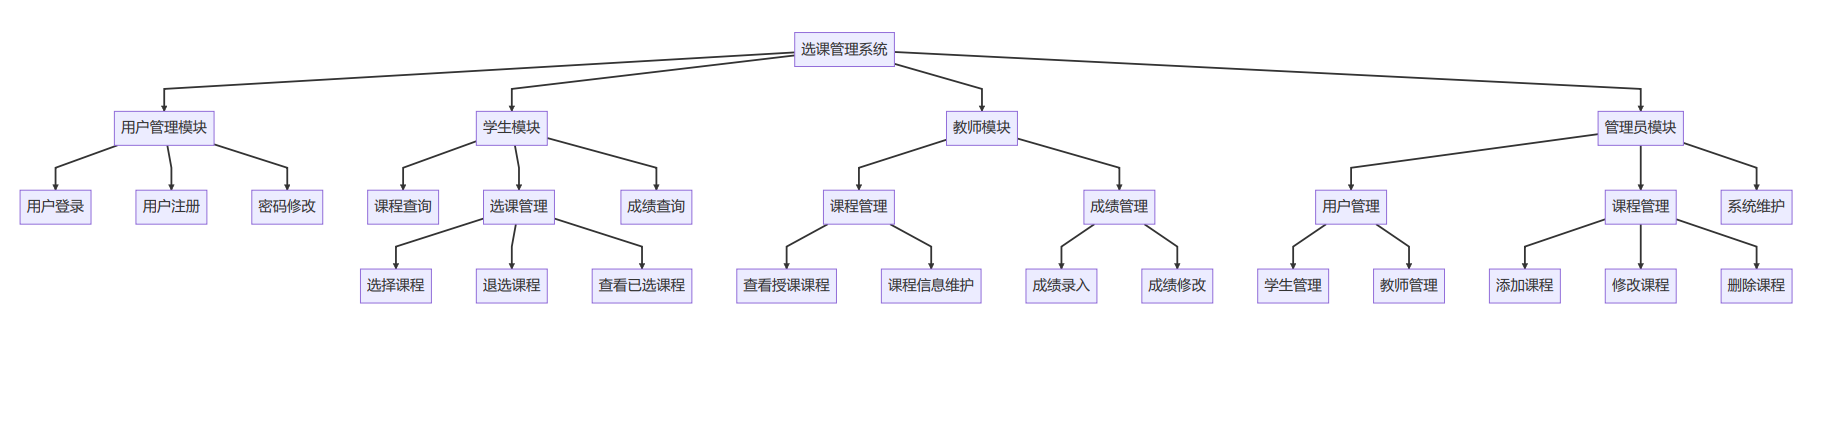 选课管理系统
用户管理模块
学生模块
教师模块
管理员模块
用户登录
用户注册
密码修改
课程查询
选课管理
成绩查询
课程管理
成绩管理
用户管理
课程管理
系统维护
选择课程
退选课程
查看已选课程
查看授课课程
课程信息维护
成绩录入
成绩修改
学生管理
教师管理
添加课程
修改课程
删除课程